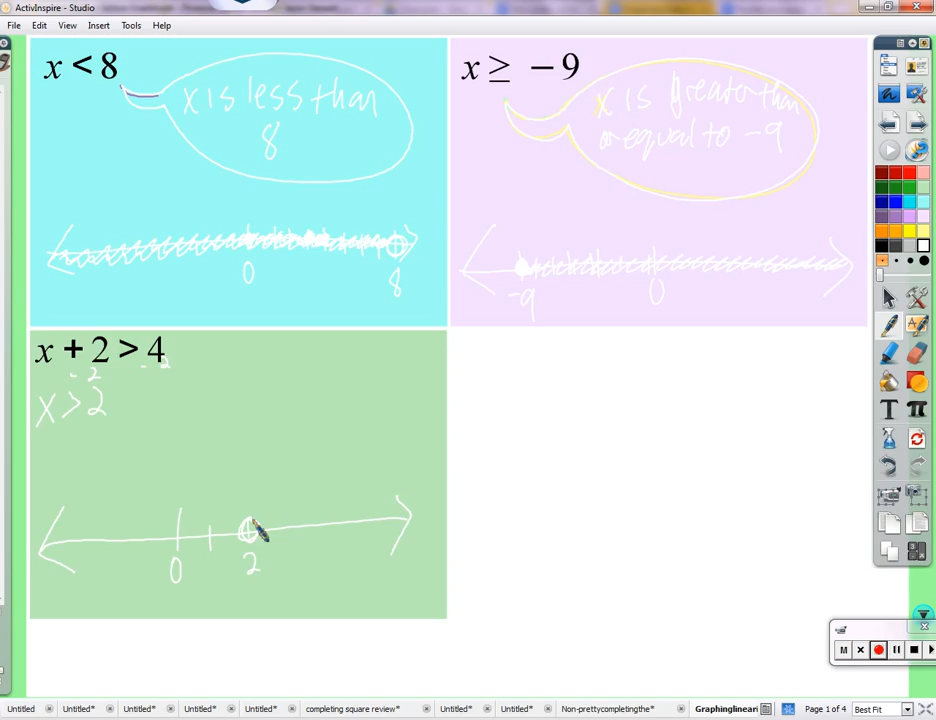 ActivInspire - Studio
File Edit View Insert Tools Help
x < 8
x is less than
8
0
8
x ≥ −9
x is greater than
or equal to -9
-9
0
x + 2 > 4
- 2 - 2
x > 2
0
2
M
Untitled Untitled* Untitled* Untitled* Untitled* completing square review* Untitled* Untitled* Non-prettycompletingthe* Graphinglineari Page 1 of 4 Best Fit